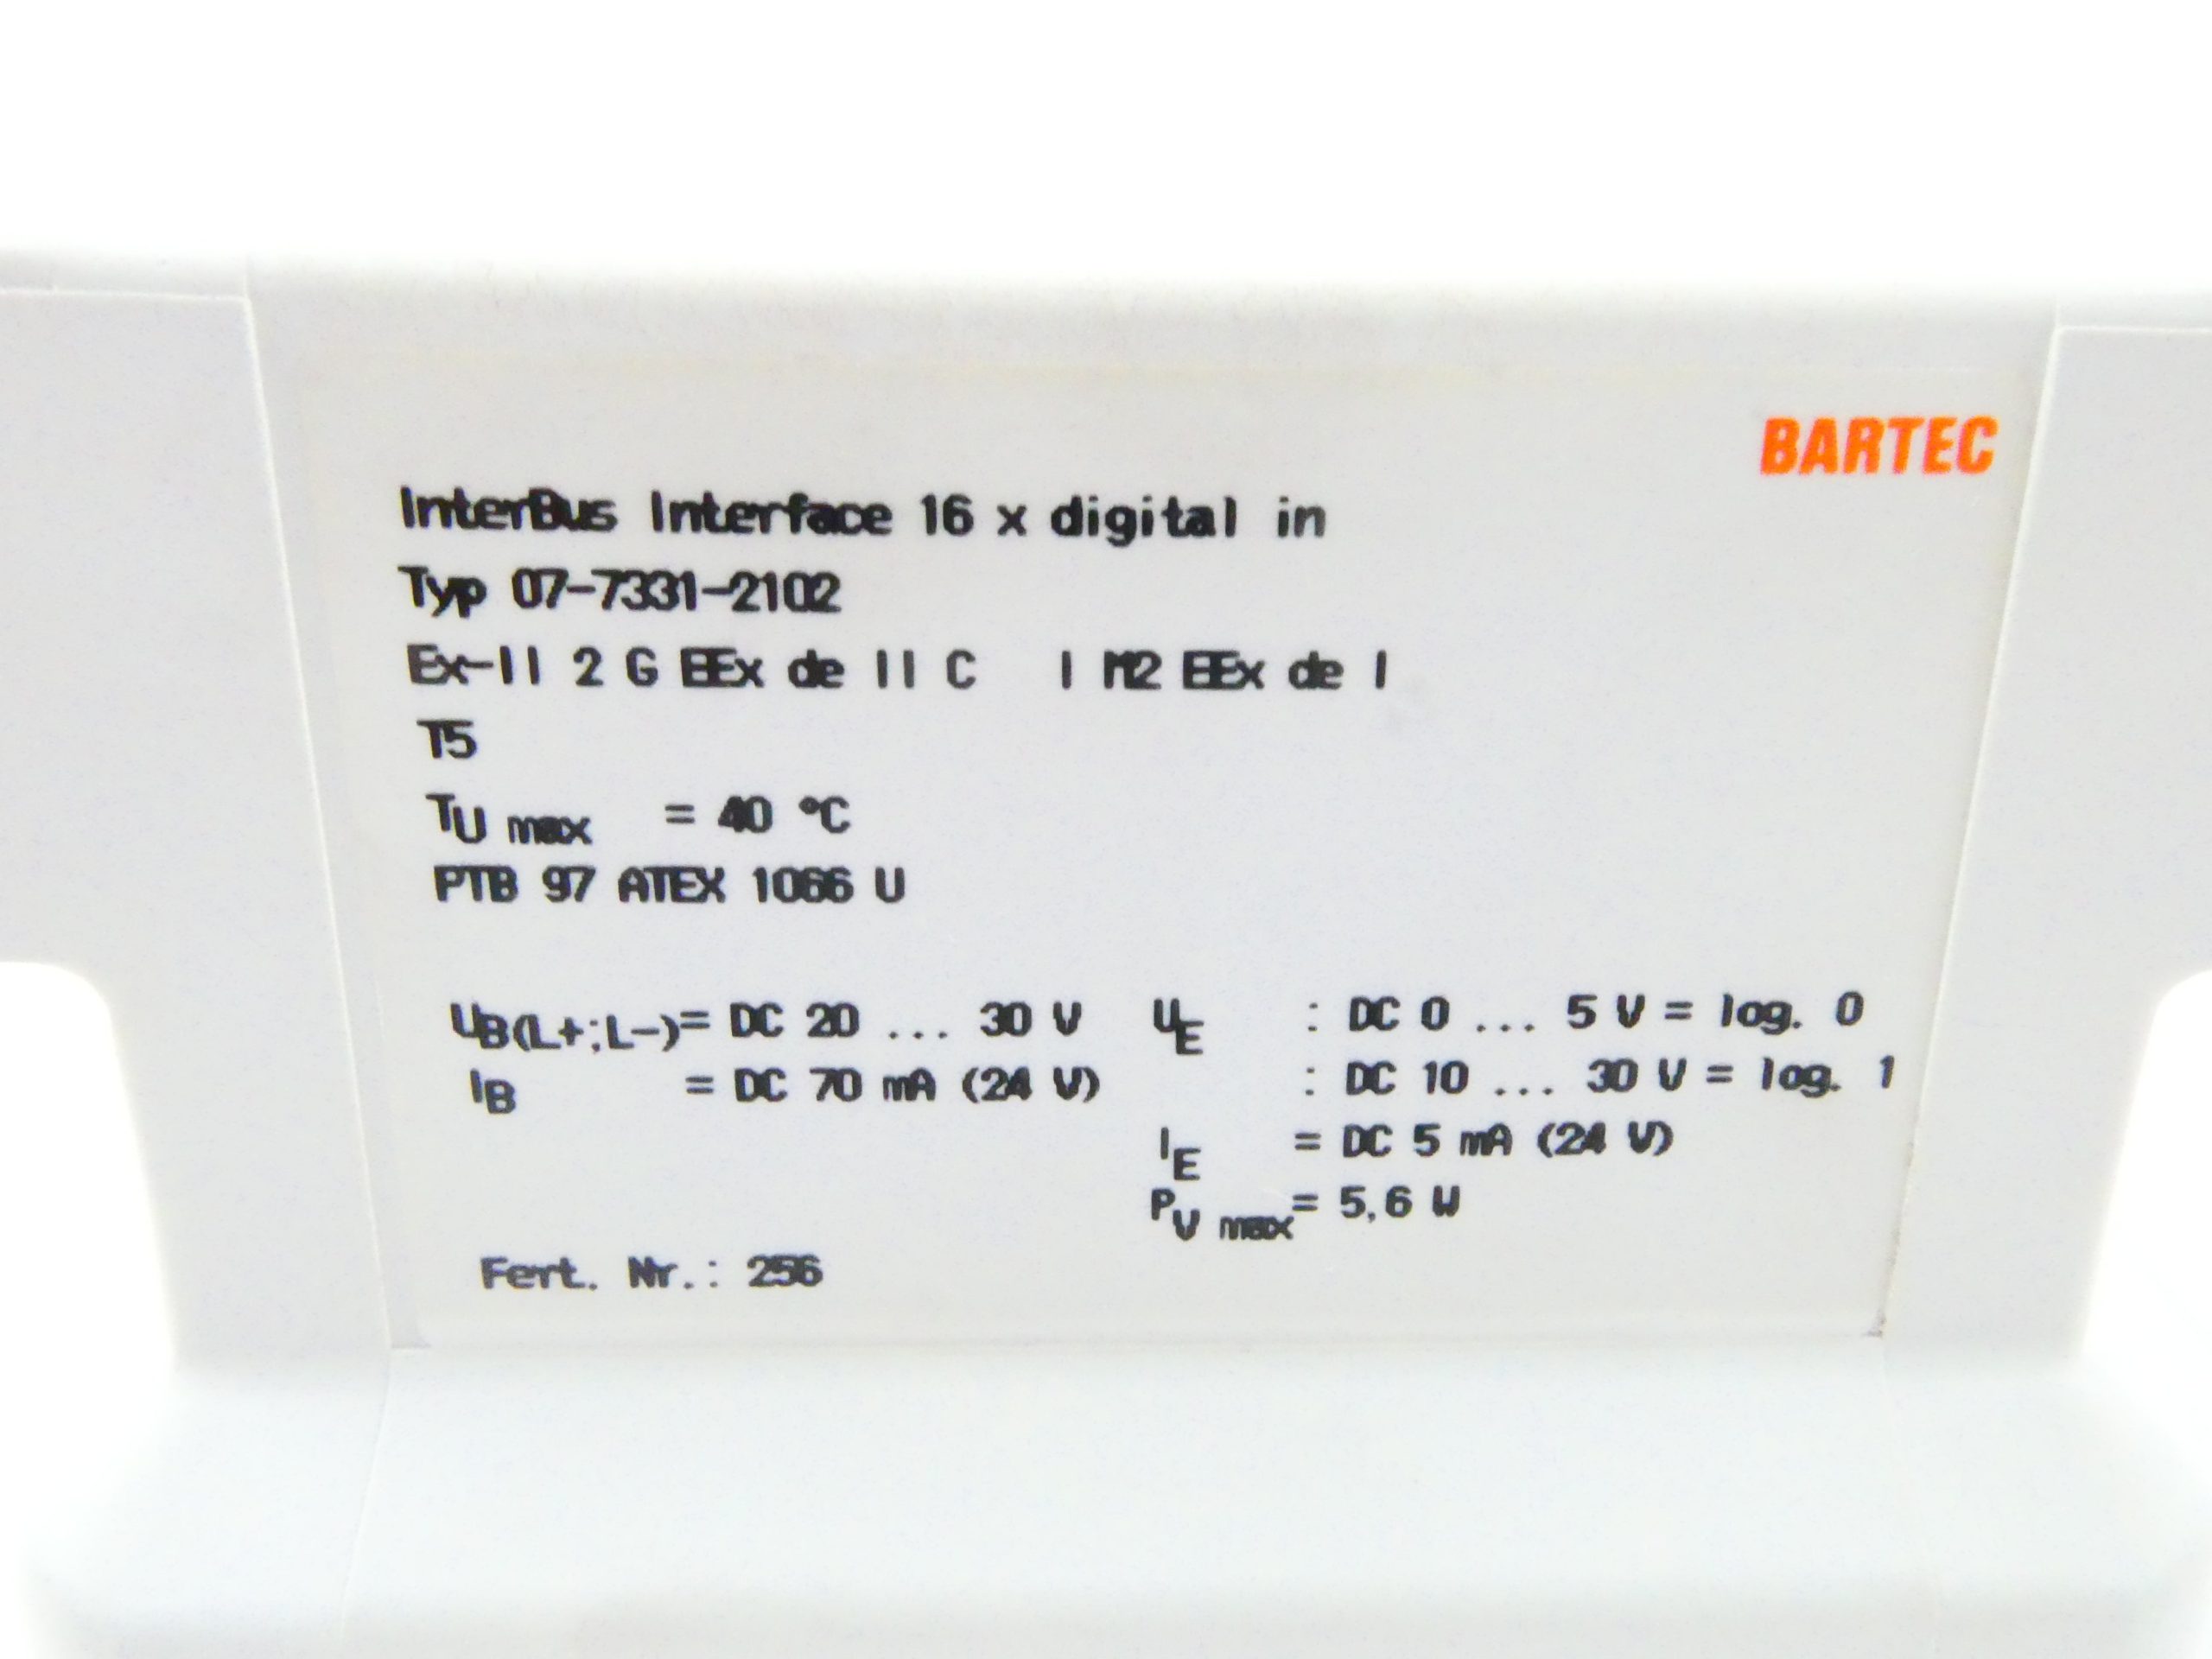 BARTEC
InterBus Interface 16 x digital in
Typ 07-7331-2102
Ex-II 2 G EEx de II C I M2 EEx de I
T5
TU max = 40 °C
PTB 97 ATEX 1066 U
UB(L+;L-)= DC 20 ... 30 V
IB = DC 70 mA (24 V)
UE : DC 0 ... 5 V = log. 0
: DC 10 ... 30 V = log. 1
IE = DC 5 mA (24 V)
PV max= 5,6 W
Fert. Nr.: 256